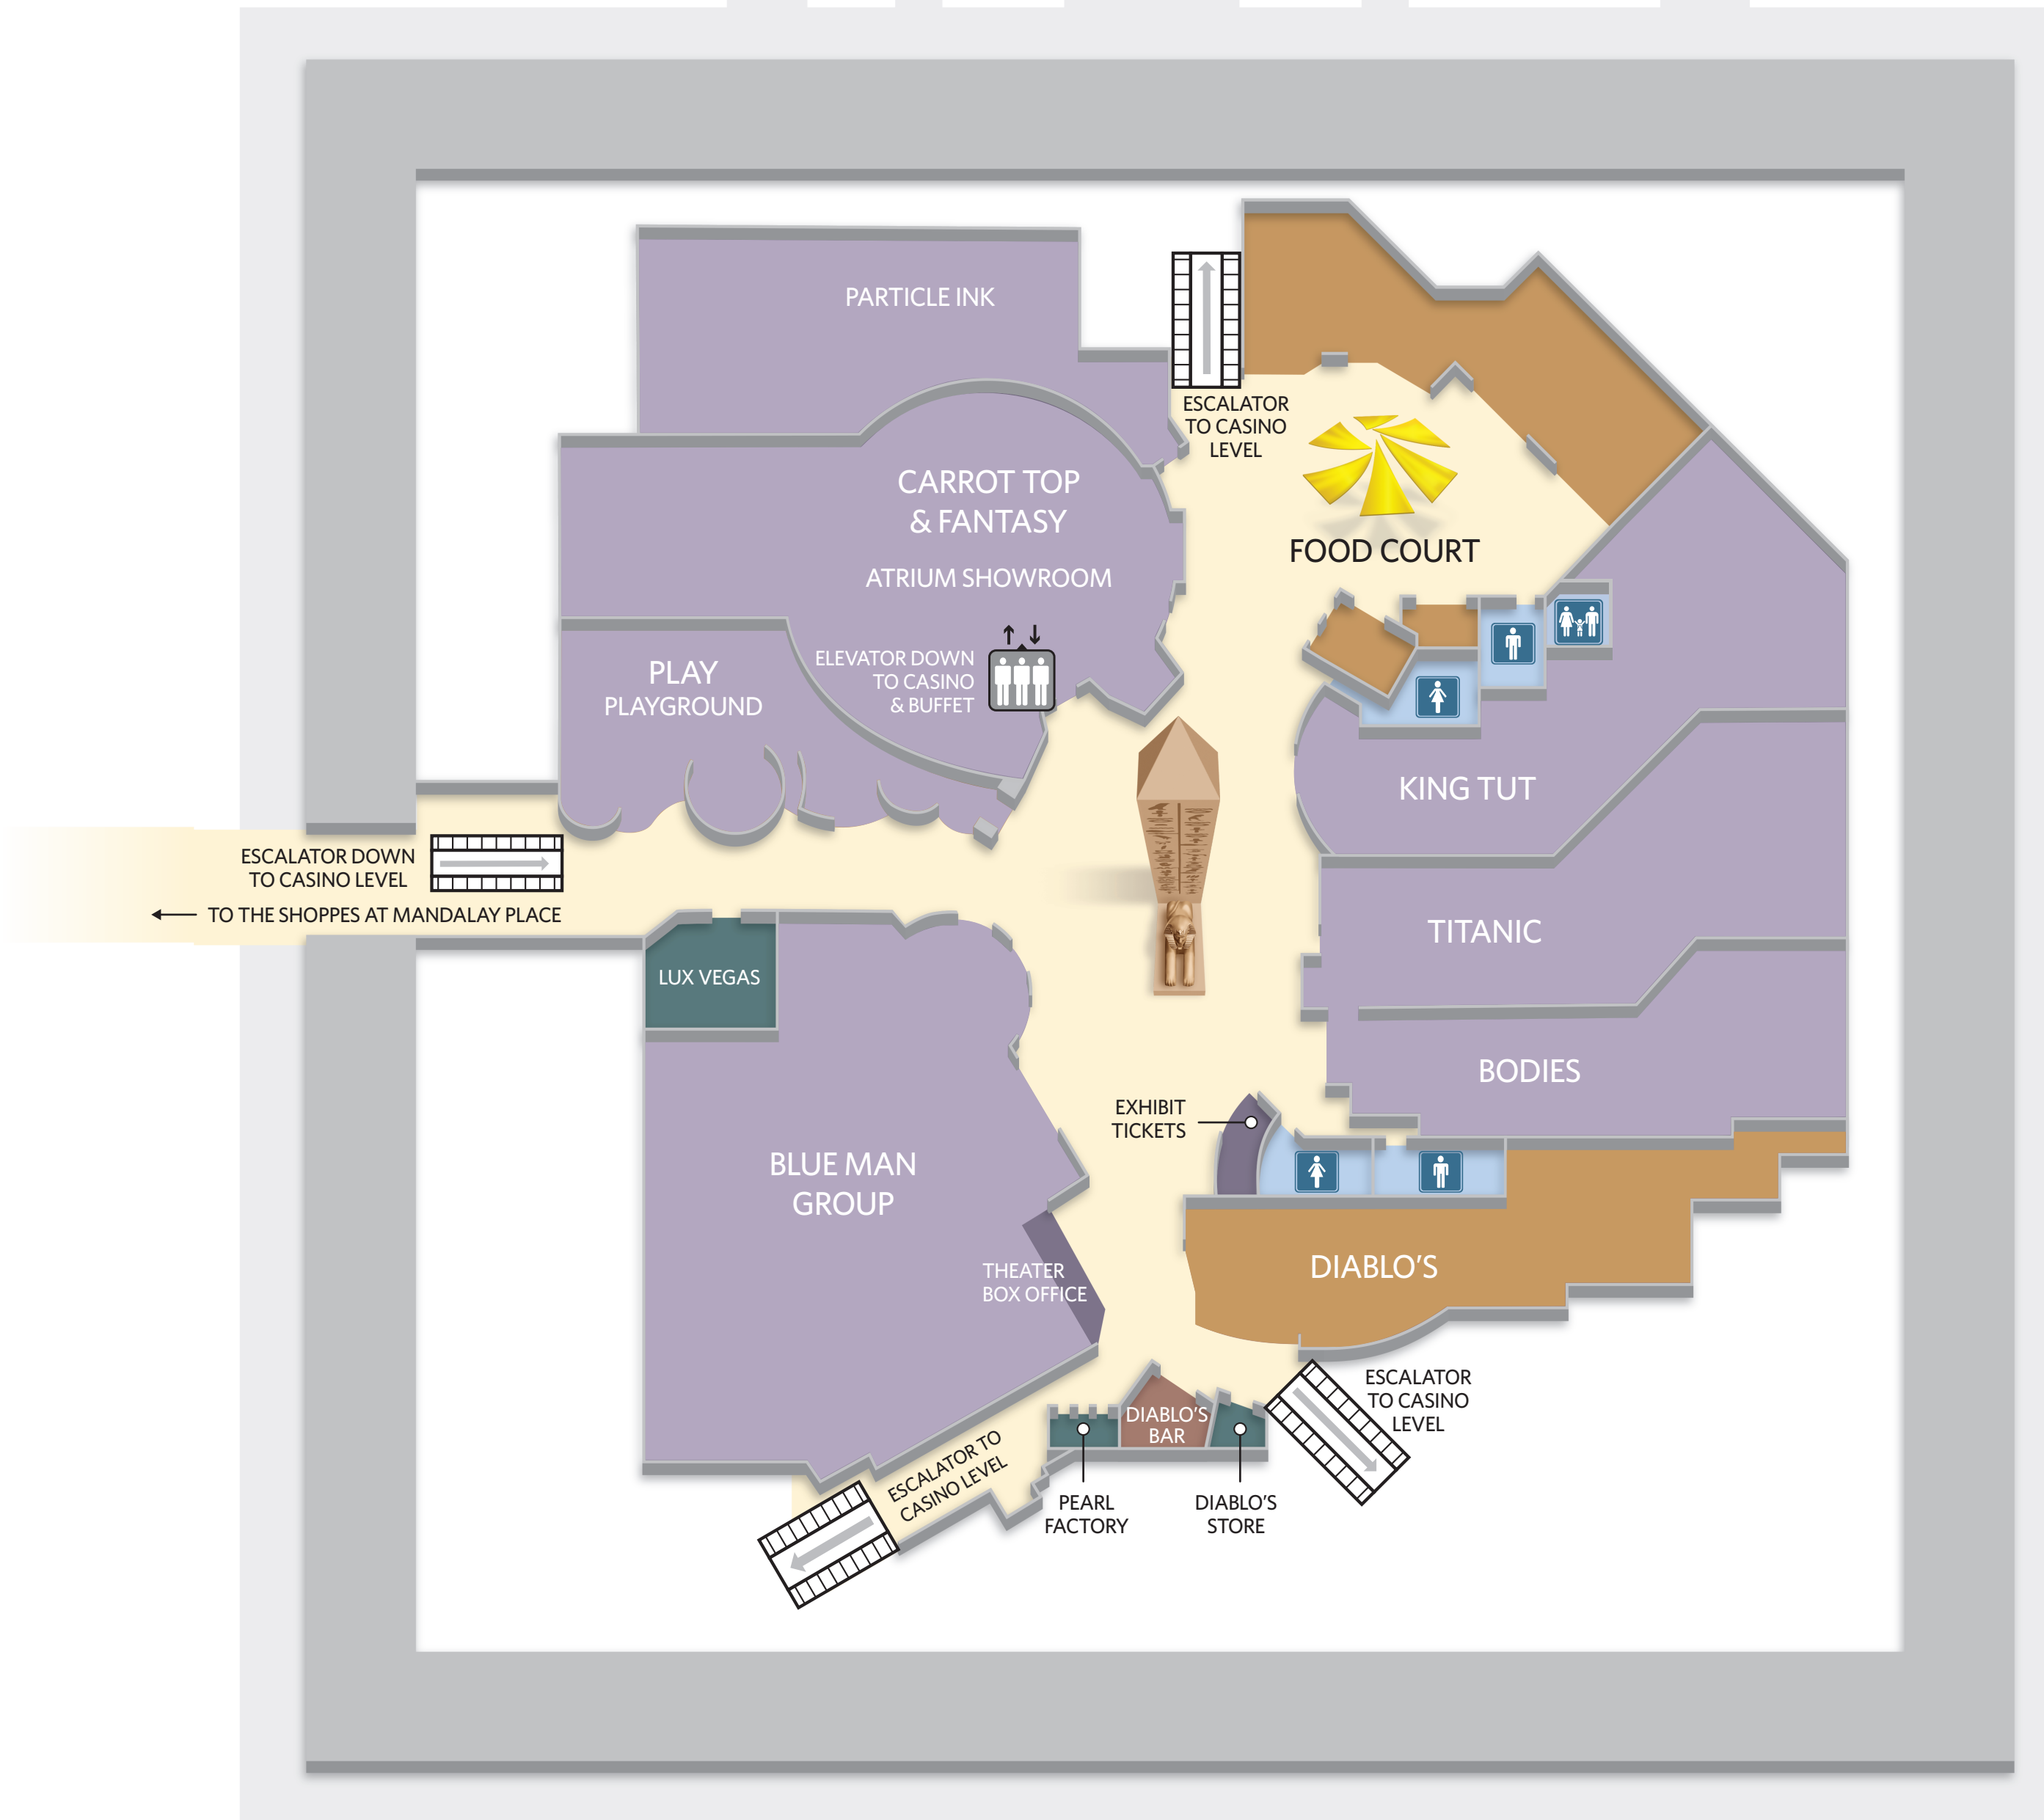 PARTICLE INK
ESCALATOR
TO CASINO
LEVEL
CARROT TOP
& FANTASY
ATRIUM SHOWROOM
FOOD COURT
PLAY
PLAYGROUND
ELEVATOR DOWN
TO CASINO
& BUFFET
KING TUT
ESCALATOR DOWN
TO CASINO LEVEL
TO THE SHOPPES AT MANDALAY PLACE
TITANIC
LUX VEGAS
BODIES
EXHIBIT
TICKETS
BLUE MAN
GROUP
THEATER
BOX OFFICE
DIABLO'S
ESCALATOR
TO CASINO
LEVEL
DIABLO'S
BAR
ESCALATOR TO
CASINO LEVEL
PEARL
FACTORY
DIABLO'S
STORE